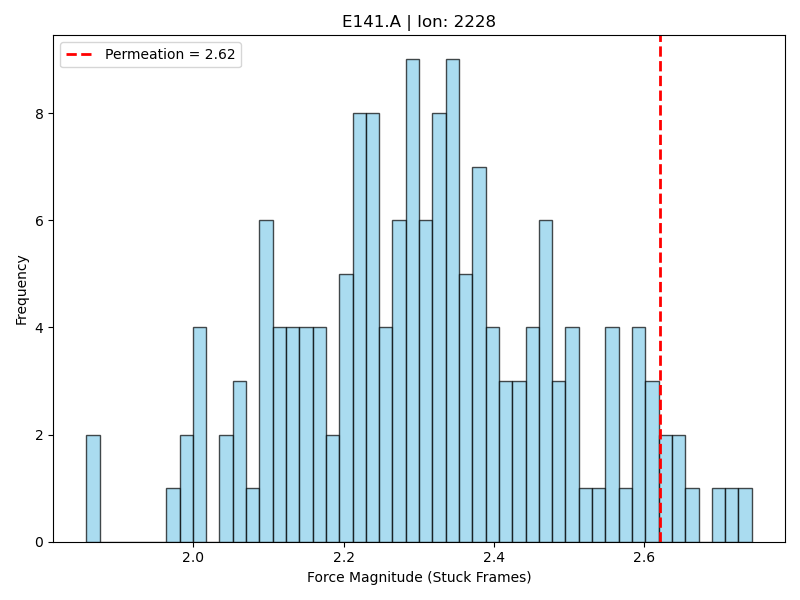 E141.A | Ion: 2228
Permeation = 2.62
8
6
4
2
0
Frequency
2.0 2.2 2.4 2.6
Force Magnitude (Stuck Frames)